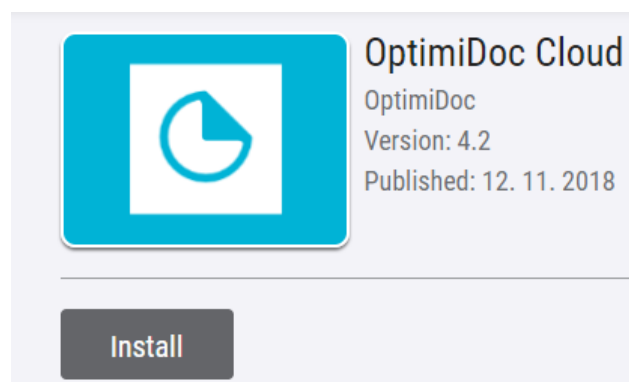 OptimiDoc Cloud
OptimiDoc
Version: 4.2
Published: 12. 11. 2018
Install